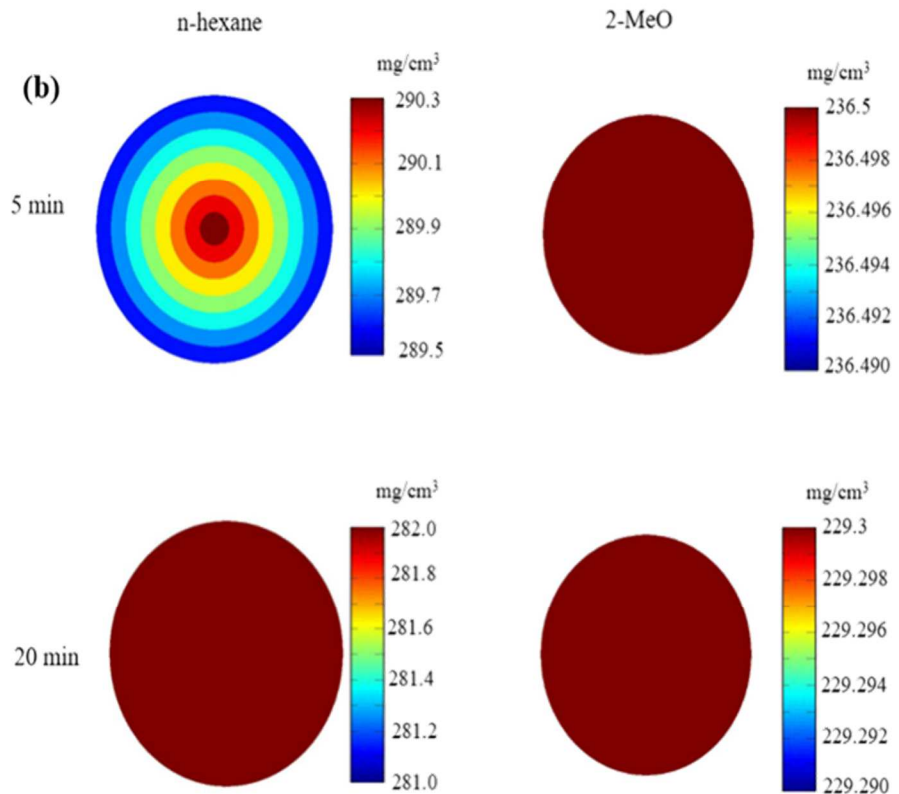 n-hexane
2-MeO
(b)
5 min
mg/cm³
290.3
290.1
289.9
289.7
289.5
mg/cm³
236.5
236.498
236.496
236.494
236.492
236.490
20 min
mg/cm³
282.0
281.8
281.6
281.4
281.2
281.0
mg/cm³
229.3
229.298
229.296
229.294
229.292
229.290